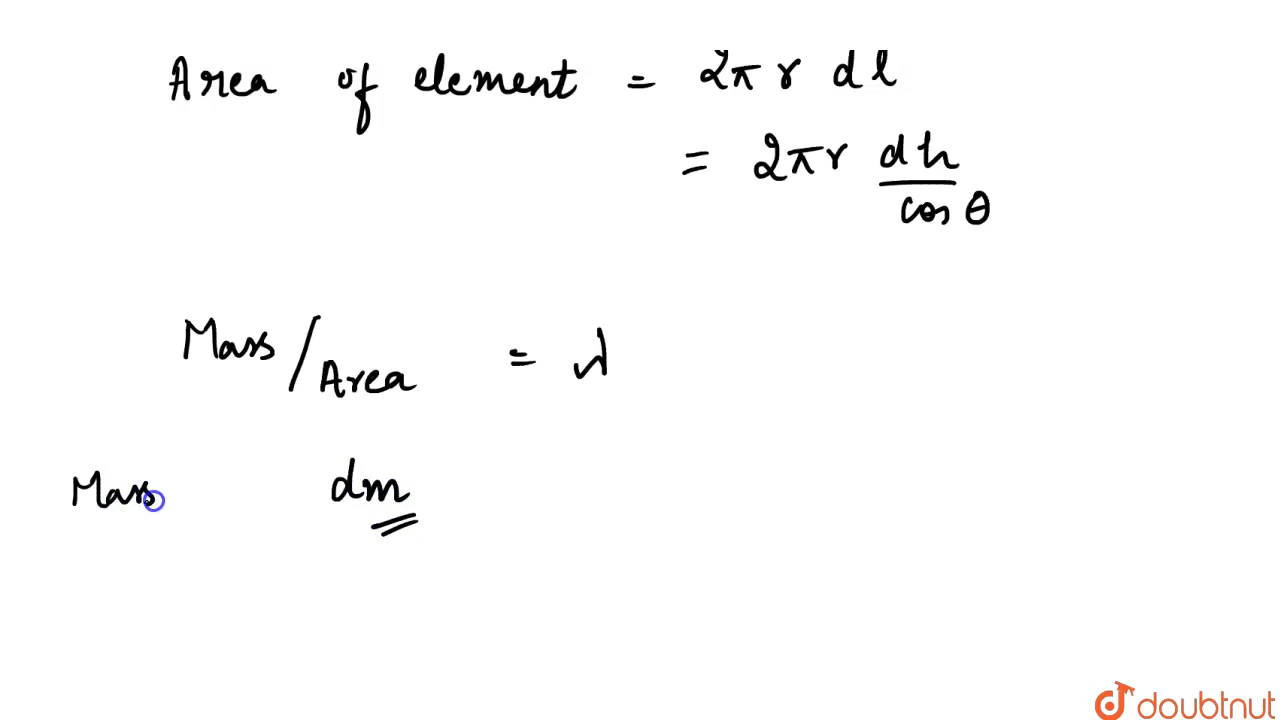 Area of element = 2πr dl
= 2πr dh/cos θ
Mass/Area = λ
Mass dm
doubtnut